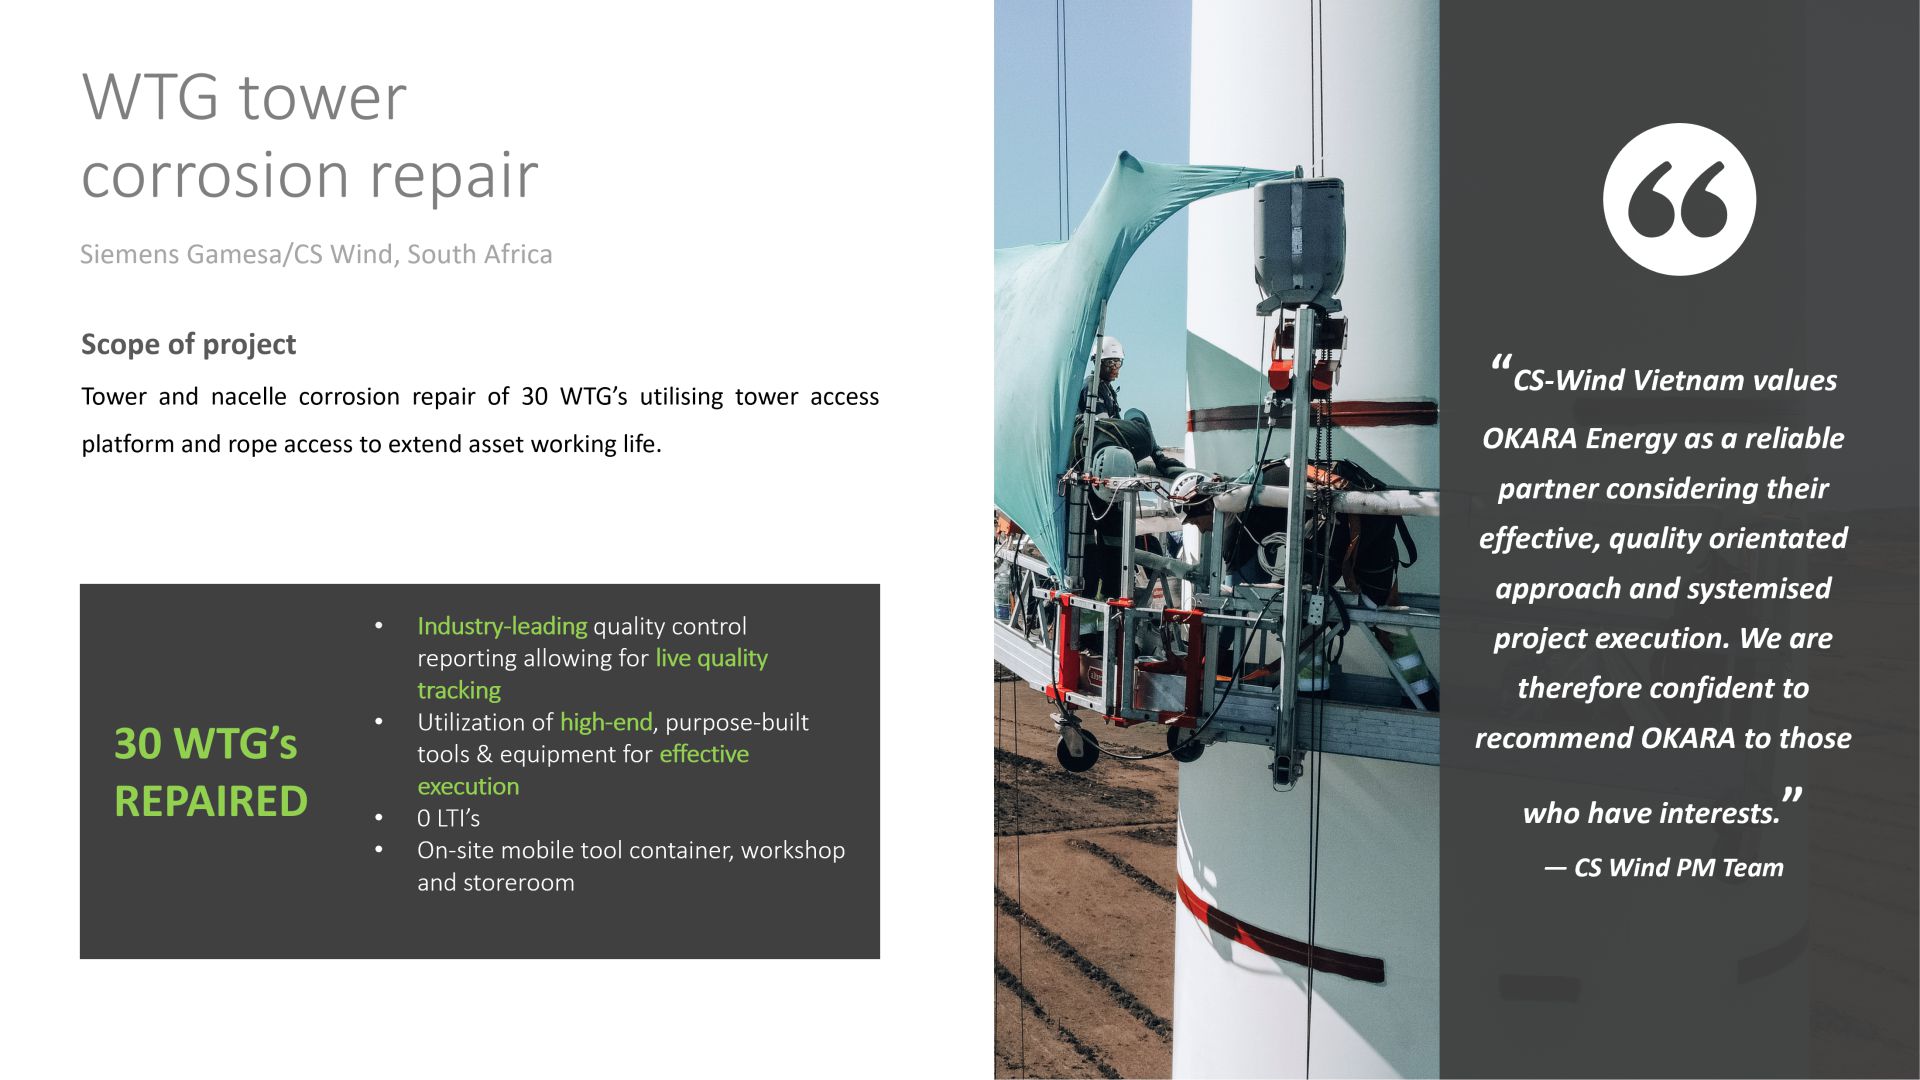 WTG tower
corrosion repair
Siemens Gamesa/CS Wind, South Africa
Scope of project
Tower and nacelle corrosion repair of 30 WTG’s utilising tower access
platform and rope access to extend asset working life.
30 WTG’s
REPAIRED
• Industry-leading quality control
reporting allowing for live quality
tracking
• Utilization of high-end, purpose-built
tools & equipment for effective
execution
• 0 LTI’s
• On-site mobile tool container, workshop
and storeroom
“CS-Wind Vietnam values
OKARA Energy as a reliable
partner considering their
effective, quality orientated
approach and systemised
project execution. We are
therefore confident to
recommend OKARA to those
who have interests.”
— CS Wind PM Team